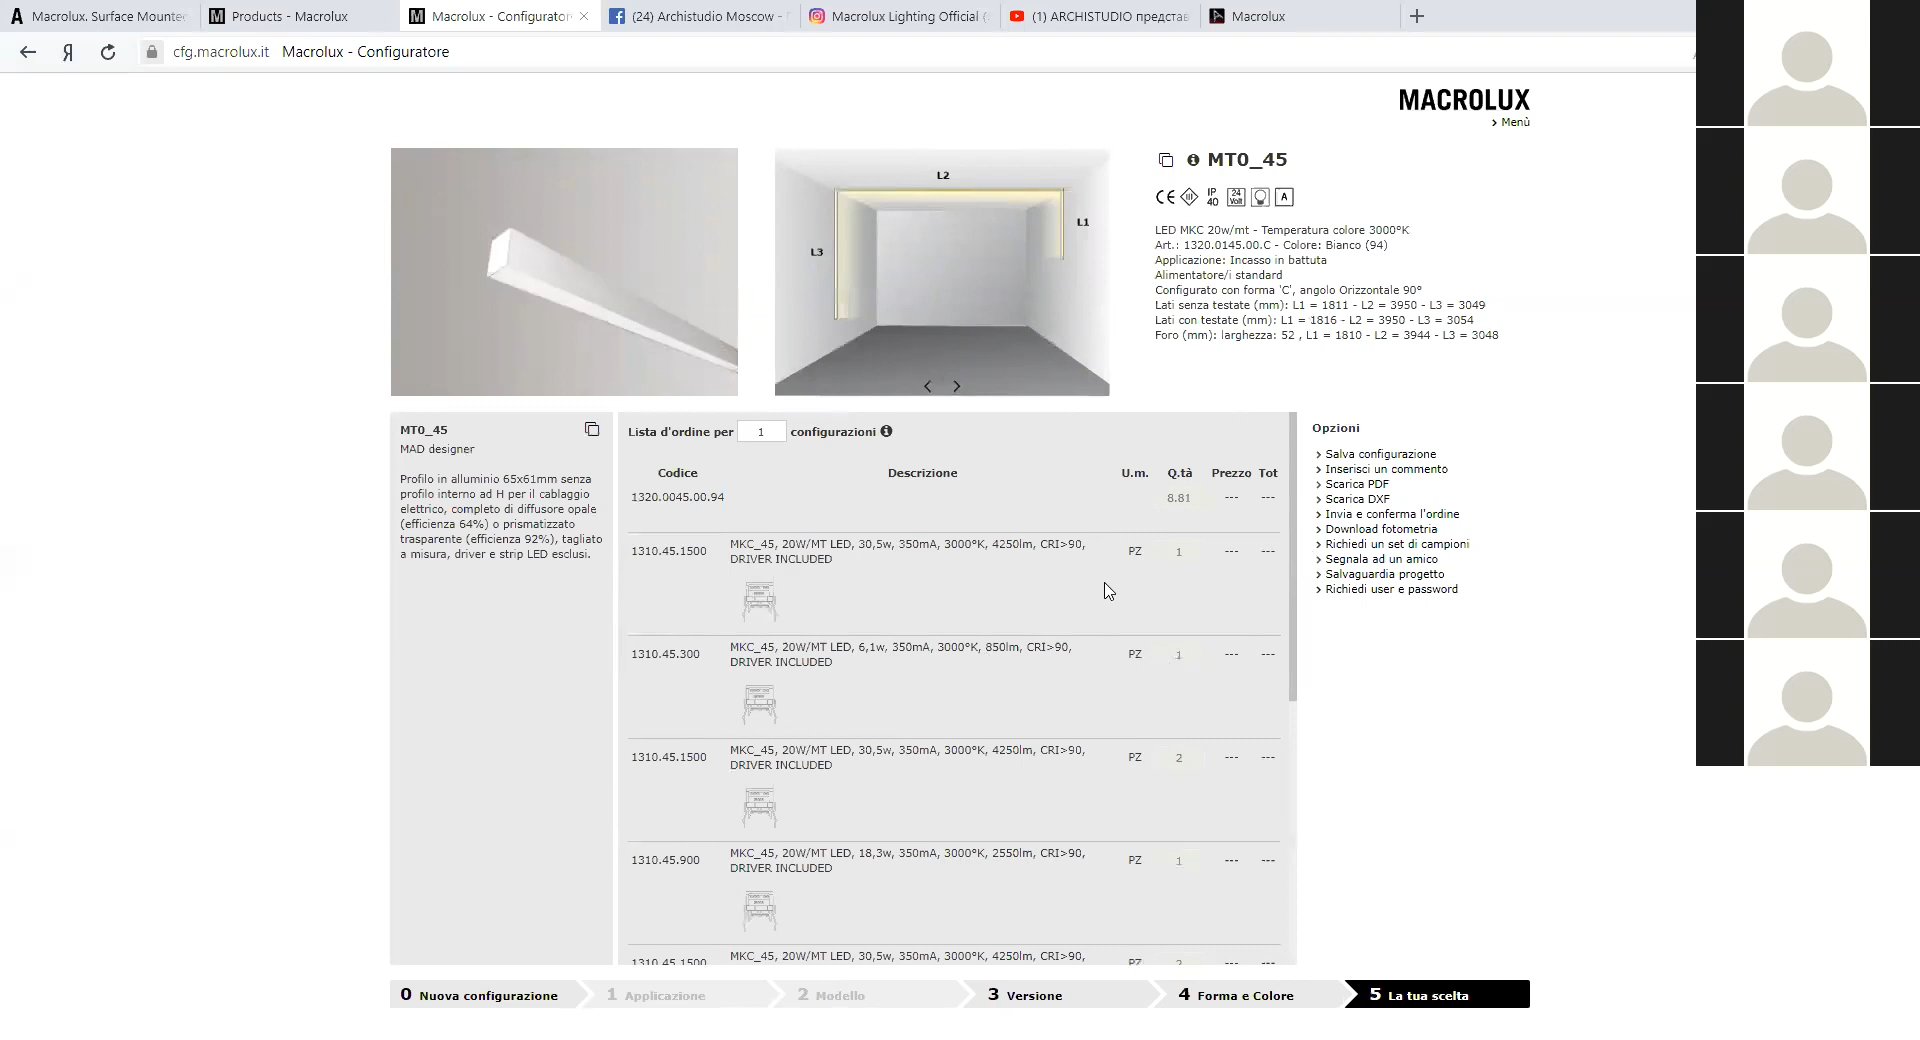 Macrolux. Surface Mounted
Products - Macrolux
Macrolux - Configurator
(24) Archistudio Moscow -
Macrolux Lighting Official (
(1) ARCHISTUDIO предста
Macrolux
cfg.macrolux.it Macrolux - Configuratore
MACROLUX
Menù
L2
L1
L3
MT0_45
CE III IP 40 24 Volt A
LED MKC 20w/mt - Temperatura colore 3000°K
Art.: 1320.0145.00.C - Colore: Bianco (94)
Applicazione: Incasso in battuta
Alimentatore/i standard
Configurato con forma 'C', angolo Orizzontale 90°
Lati senza testate (mm): L1 = 1811 - L2 = 3950 - L3 = 3049
Lati con testate (mm): L1 = 1816 - L2 = 3950 - L3 = 3054
Foro (mm): larghezza: 52 , L1 = 1810 - L2 = 3944 - L3 = 3048
MT0_45
MAD designer
Profilo in alluminio 65x61mm senza
profilo interno ad H per il cablaggio
elettrico, completo di diffusore opale
(efficienza 64%) o prismatizzato
trasparente (efficienza 92%), tagliato
a misura, driver e strip LED esclusi.
Lista d'ordine per 1 configurazioni
Codice Descrizione U.m. Q.tà Prezzo Tot
1320.0045.00.94 8.81 --- ---
1310.45.1500 MKC_45, 20W/MT LED, 30,5w, 350mA, 3000°K, 4250lm, CRI>90, PZ 1 --- ---
DRIVER INCLUDED
1310.45.300 MKC_45, 20W/MT LED, 6,1w, 350mA, 3000°K, 850lm, CRI>90, PZ 1 --- ---
DRIVER INCLUDED
1310.45.1500 MKC_45, 20W/MT LED, 30,5w, 350mA, 3000°K, 4250lm, CRI>90, PZ 2 --- ---
DRIVER INCLUDED
1310.45.900 MKC_45, 20W/MT LED, 18,3w, 350mA, 3000°K, 2550lm, CRI>90, PZ 1 --- ---
DRIVER INCLUDED
1310.45.1500 MKC_45, 20W/MT LED, 30,5w, 350mA, 3000°K, 4250lm, CRI>90, PZ 2 --- ---
Opzioni
Salva configurazione
Inserisci un commento
Scarica PDF
Scarica DXF
Invia e conferma l'ordine
Download fotometria
Richiedi un set di campioni
Segnala ad un amico
Salvaguardia progetto
Richiedi user e password
0 Nuova configurazione
1 Applicazione
2 Modello
3 Versione
4 Forma e Colore
5 La tua scelta